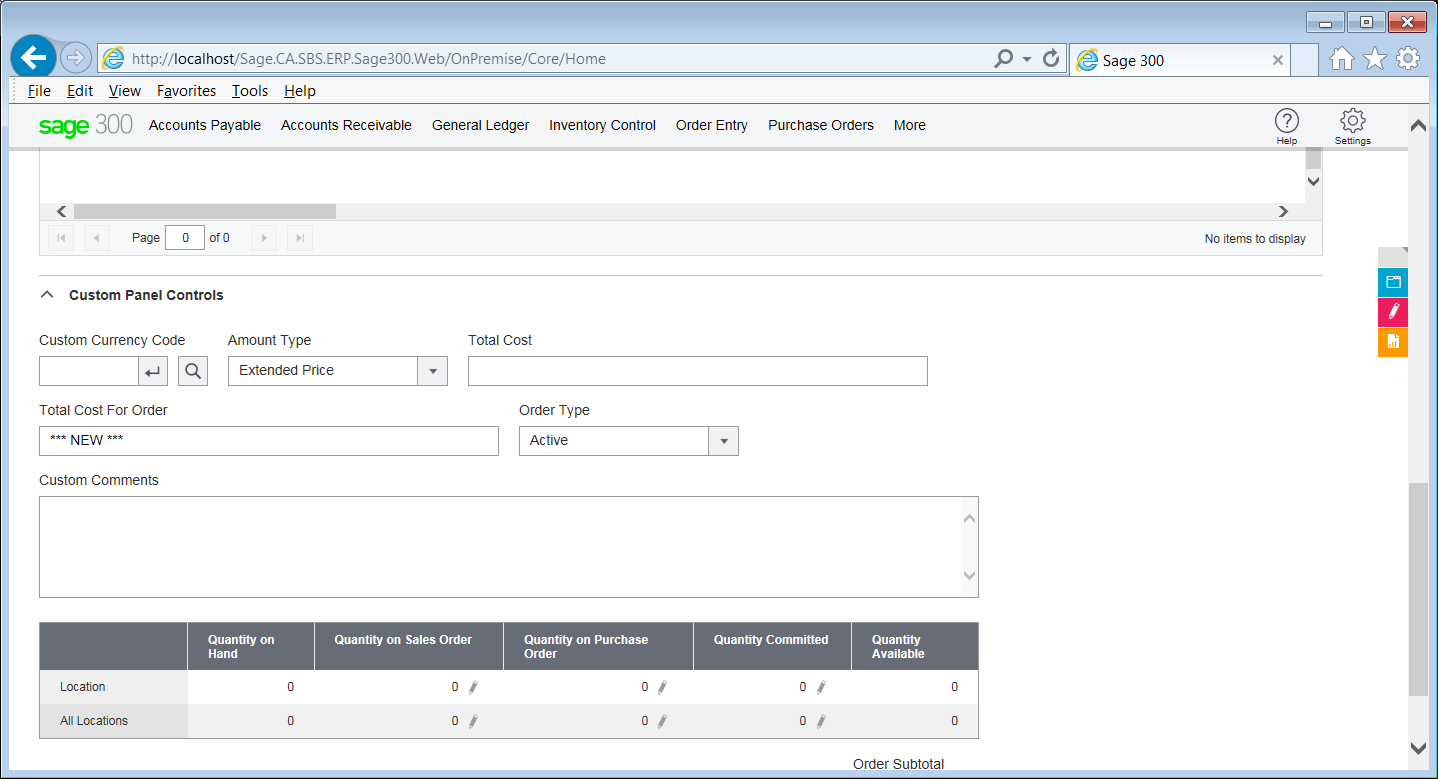 http://localhost/Sage.CA.SBS.ERP.Sage300.Web/OnPremise/Core/Home
Sage 300
File Edit View Favorites Tools Help
sage 300 Accounts Payable Accounts Receivable General Ledger Inventory Control Order Entry Purchase Orders More
Help Settings
Page 0 of 0
No items to display
Custom Panel Controls
Custom Currency Code Amount Type Total Cost
Extended Price
Total Cost For Order Order Type
*** NEW *** Active
Custom Comments
Quantity on Hand Quantity on Sales Order Quantity on Purchase Order Quantity Committed Quantity Available
Location 0 0 0 0 0
All Locations 0 0 0 0 0
Order Subtotal